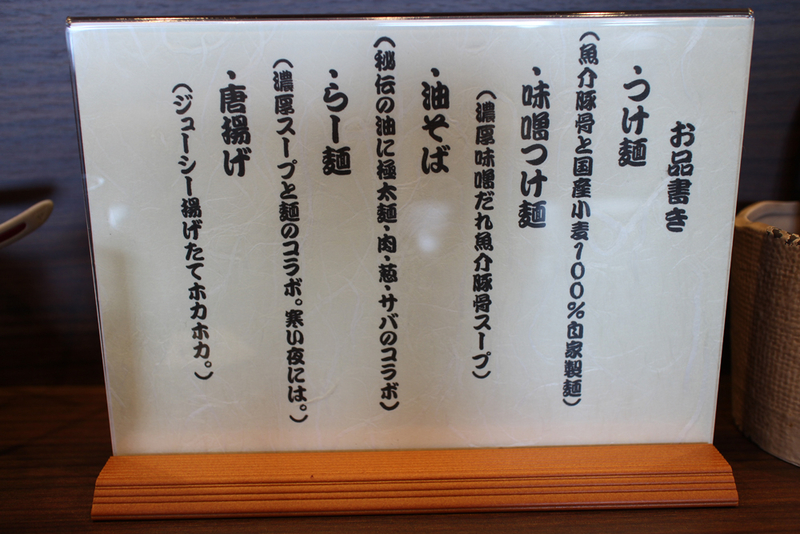 お品書き
・つけ麺
(魚介豚骨と国産小麦100%自家製麺)
・味噌つけ麺
(濃厚味噌だれ魚介豚骨スープ)
・油そば
(秘伝の油に極太麺・肉・葱・サバのコラボ)
・らー麺
(濃厚スープと麺のコラボ。寒い夜には。)
・唐揚げ
(ジューシー揚げたてホカホカ。)